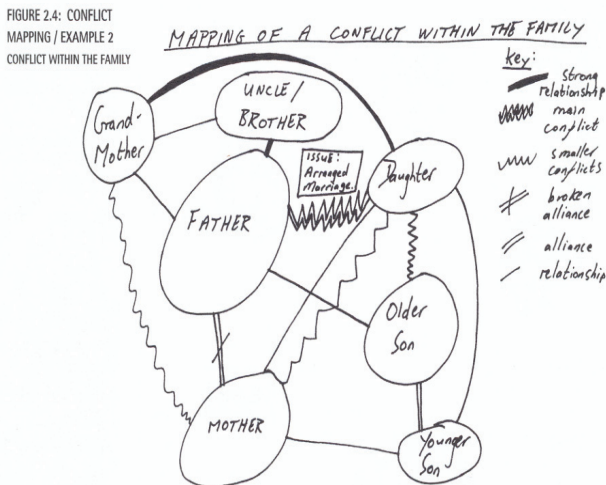 FIGURE 2.4: CONFLICT
MAPPING / EXAMPLE 2
CONFLICT WITHIN THE FAMILY
MAPPING OF A CONFLICT WITHIN THE FAMILY
key:
strong
relationship
main
conflict
smaller
conflicts
broken
alliance
alliance
relationship
Grand-
Mother
UNCLE/
BROTHER
ISSUE:
Arranged
Marriage.
Daughter
FATHER
Older
Son
MOTHER
Younger
Son